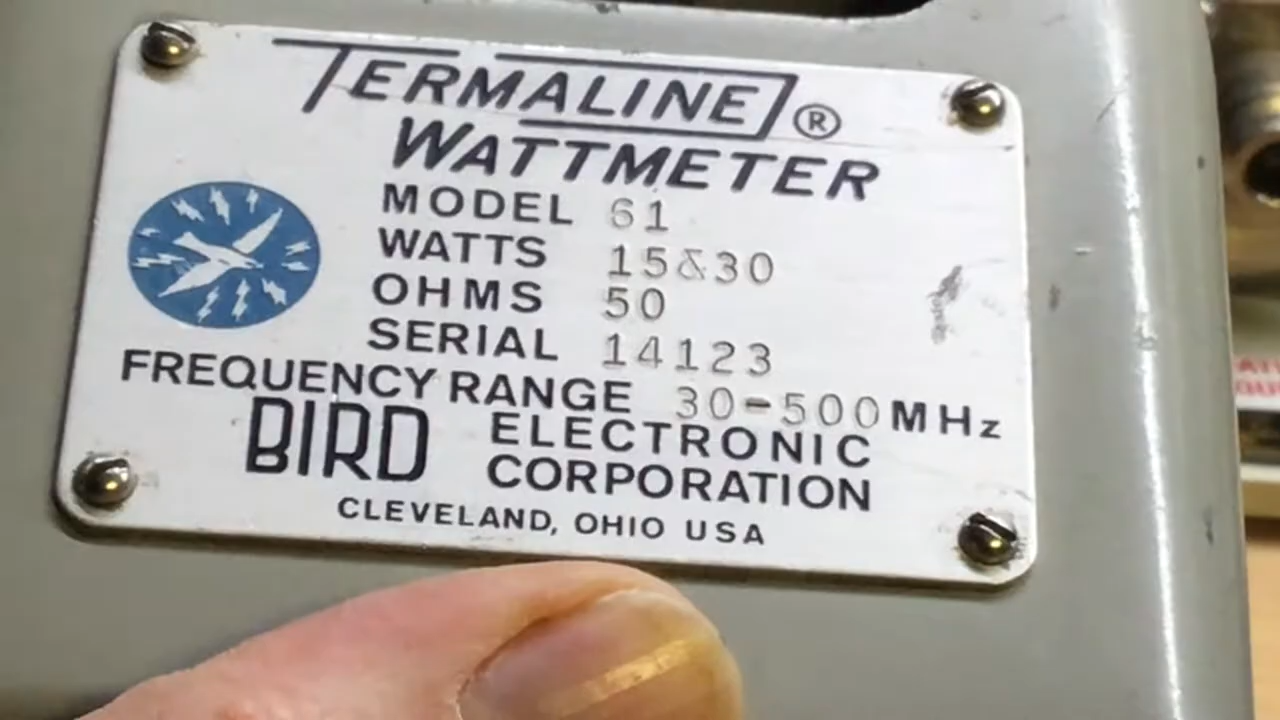 TERMALINE®
WATTMETER
MODEL 61
WATTS 15&30
OHMS 50
SERIAL 14123
FREQUENCY RANGE 30-500MHz
BIRD ELECTRONIC
CORPORATION
CLEVELAND, OHIO USA